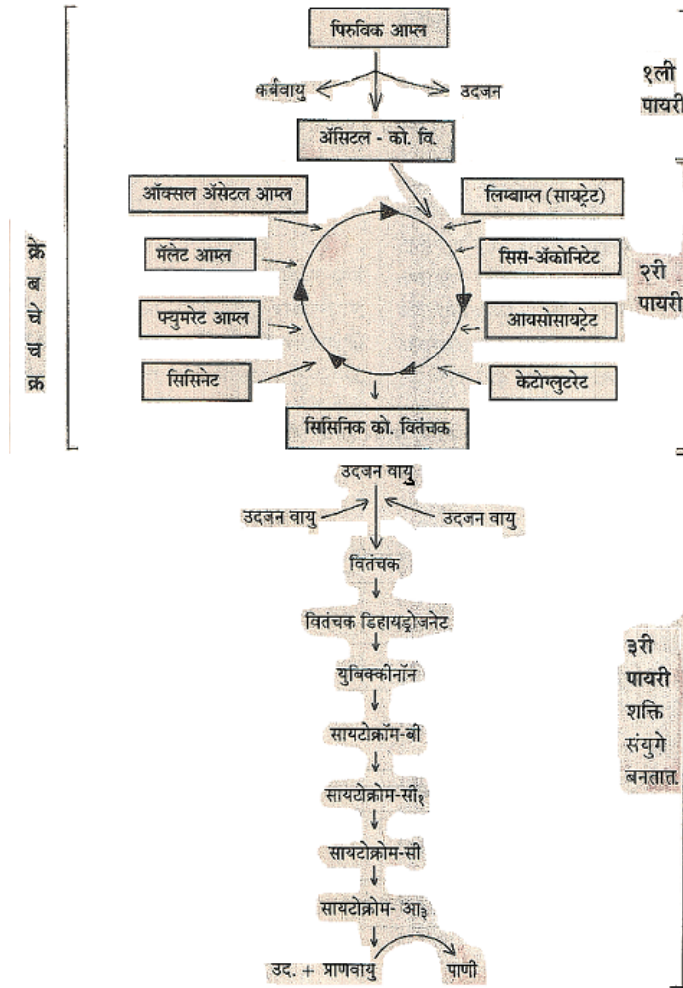 पिरुविक आम्ल
कर्बवायु
उदजन
१ली
पायरी
ॲसिटल - को. वि.
ऑक्सल ॲसेटल आम्ल
लिम्बाम्ल (सायट्रेट)
मॅलेट आम्ल
सिस-ॲकोनिटेट
२री
पायरी
फ्युमरेट आम्ल
आयसोसायट्रेट
सिसिनेट
केटोग्लुटरेट
सिसिनिक को. वितंचक
क्रेब चे चक्र
उदजन वायु
उदजन वायु
उदजन वायु
वितंचक
वितंचक डिहायड्रोजनेट
युबिक्कीनॉन
सायटोक्रॉम-बी
सायटोक्रोम-सी१
सायटोक्रोम-सी
सायटोक्रोम- आ३
उद. + प्राणवायु
पाणी
३री
पायरी
शक्ति
संयुगे
बनतात.